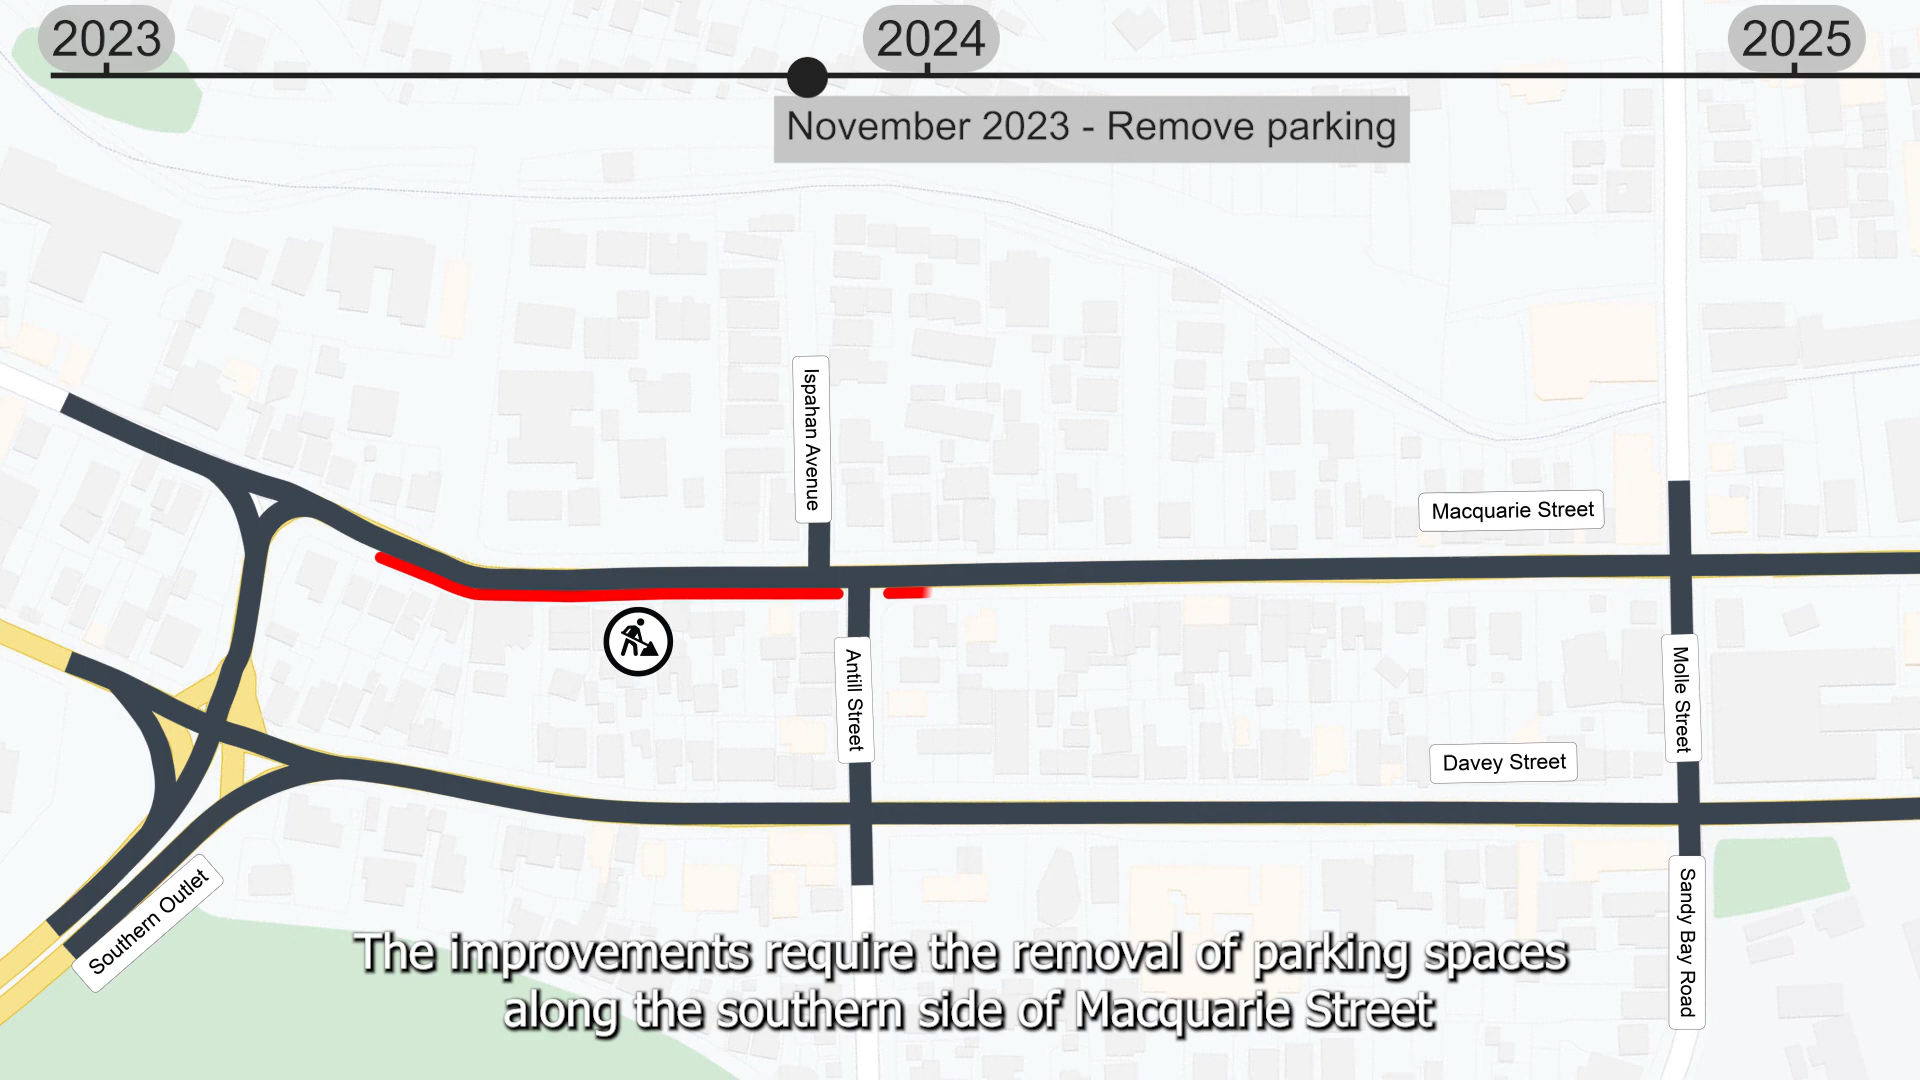 2023
2024
2025
November 2023 - Remove parking
Ispahan Avenue
Macquarie Street
Antill Street
Molle Street
Davey Street
Southern Outlet
Sandy Bay Road
The improvements require the removal of parking spaces
along the southern side of Macquarie Street